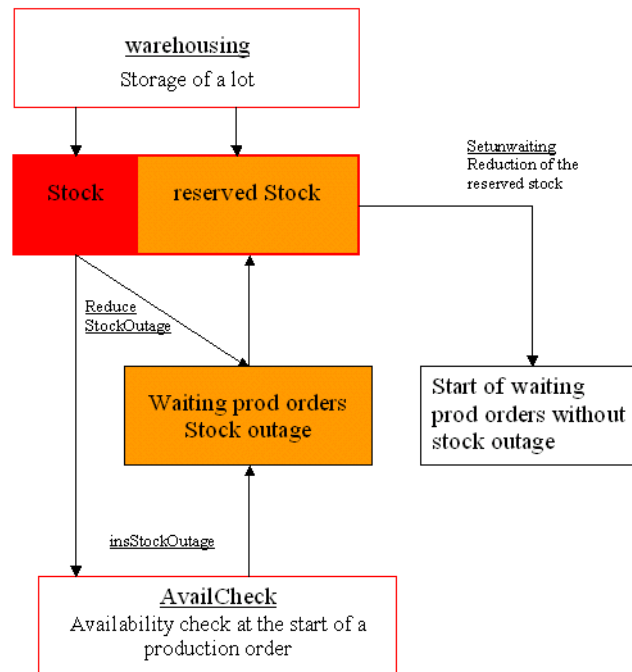 warehousing
Storage of a lot
Setunwaiting
Reduction of the
reserved stock
Stock
reserved Stock
Reduce
StockOutage
Waiting prod orders
Stock outage
Start of waiting
prod orders without
stock outage
insStockOutage
AvailCheck
Availability check at the start of a
production order